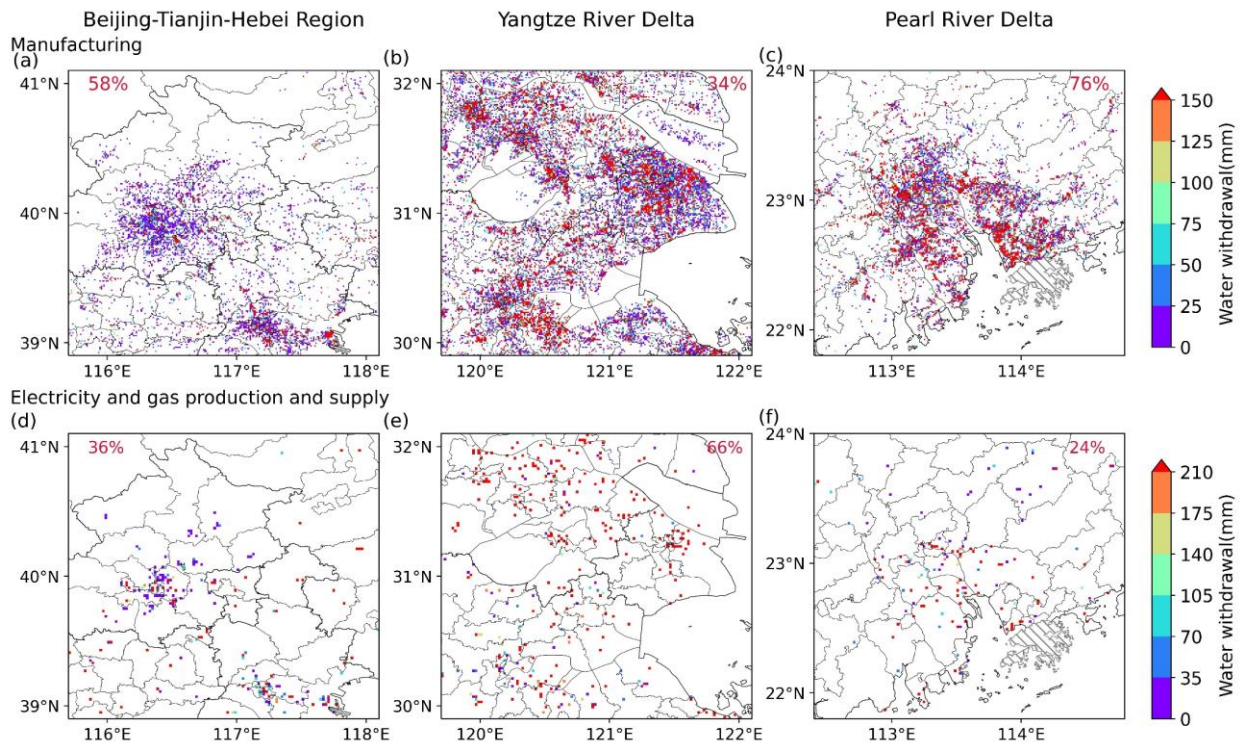 Beijing-Tianjin-Hebei Region Yangtze River Delta Pearl River Delta
Manufacturing
(a) (b) (c)
41°N 58% 32°N 34% 24°N 76% 150
125
40°N 31°N 23°N 100
75
50
39°N 30°N 22°N 25
0
Water withdrawal(mm)
116°E 117°E 118°E 120°E 121°E 122°E 113°E 114°E
Electricity and gas production and supply
(d) (e) (f)
41°N 36% 32°N 66% 24°N 24% 210
175
40°N 31°N 23°N 140
105
70
39°N 30°N 22°N 35
0
Water withdrawal(mm)
116°E 117°E 118°E 120°E 121°E 122°E 113°E 114°E